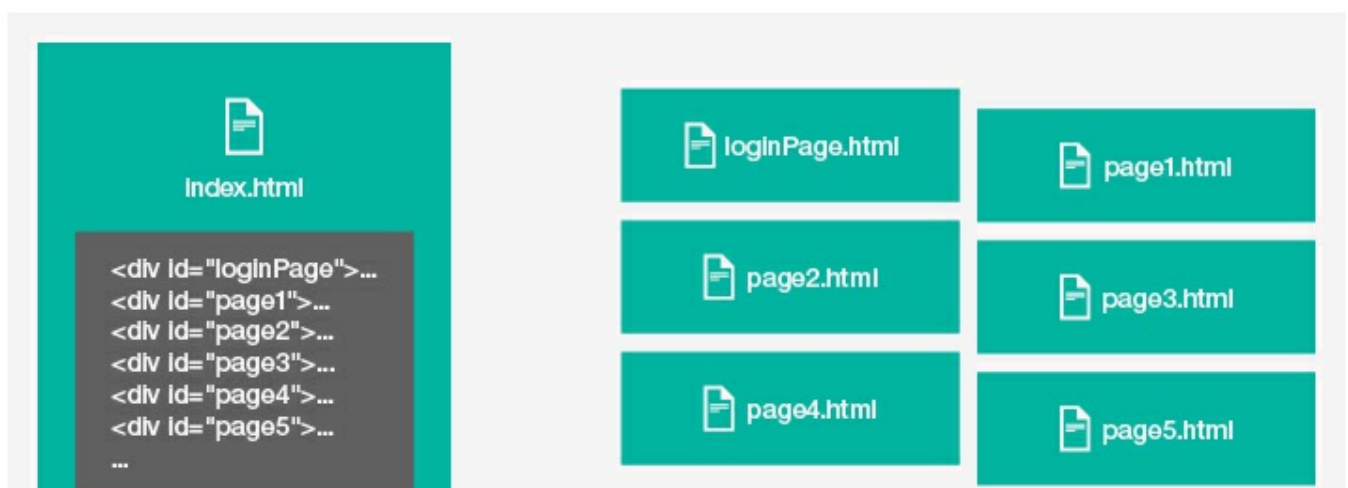 index.html
<div id="loginPage">...
<div id="page1">...
<div id="page2">...
<div id="page3">...
<div id="page4">...
<div id="page5">...
...
loginPage.html
page1.html
page2.html
page3.html
page4.html
page5.html